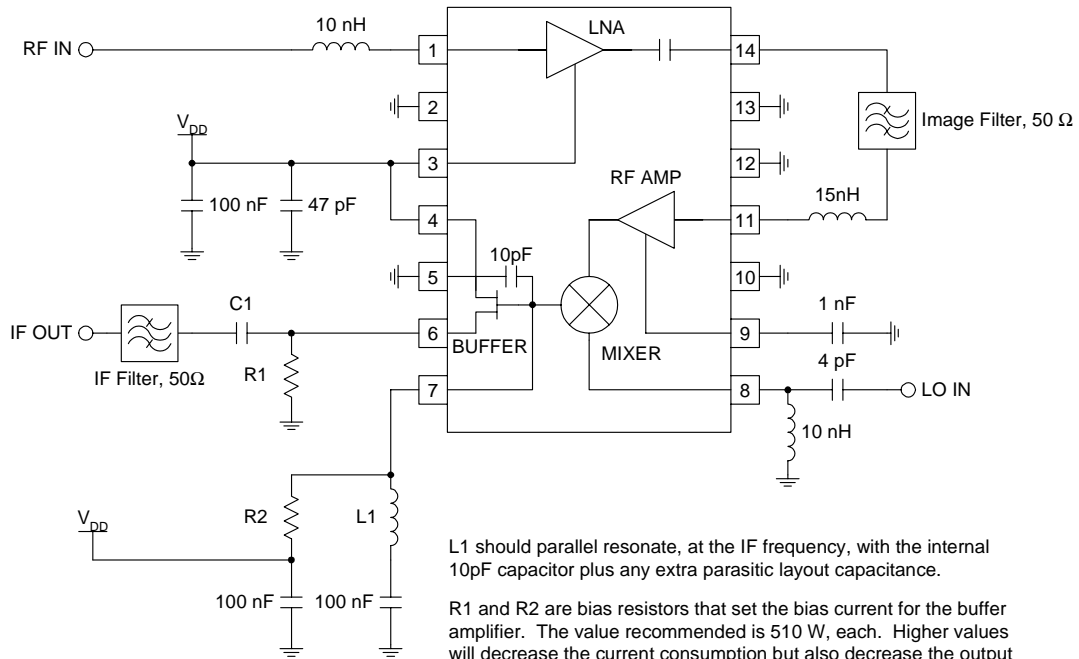 10 nH
LNA
RF IN
1
14
2
13
V_DD
Image Filter, 50 Ω
3
12
RF AMP
15nH
100 nF
47 pF
4
11
10pF
5
10
C1
1 nF
IF OUT
6
9
BUFFER
MIXER
4 pF
IF Filter, 50Ω
R1
7
8
LO IN
10 nH
V_DD
R2
L1
100 nF
100 nF
L1 should parallel resonate, at the IF frequency, with the internal
10pF capacitor plus any extra parasitic layout capacitance.
R1 and R2 are bias resistors that set the bias current for the buffer
amplifier. The value recommended is 510 W, each. Higher values
will decrease the current consumption but also decrease the output